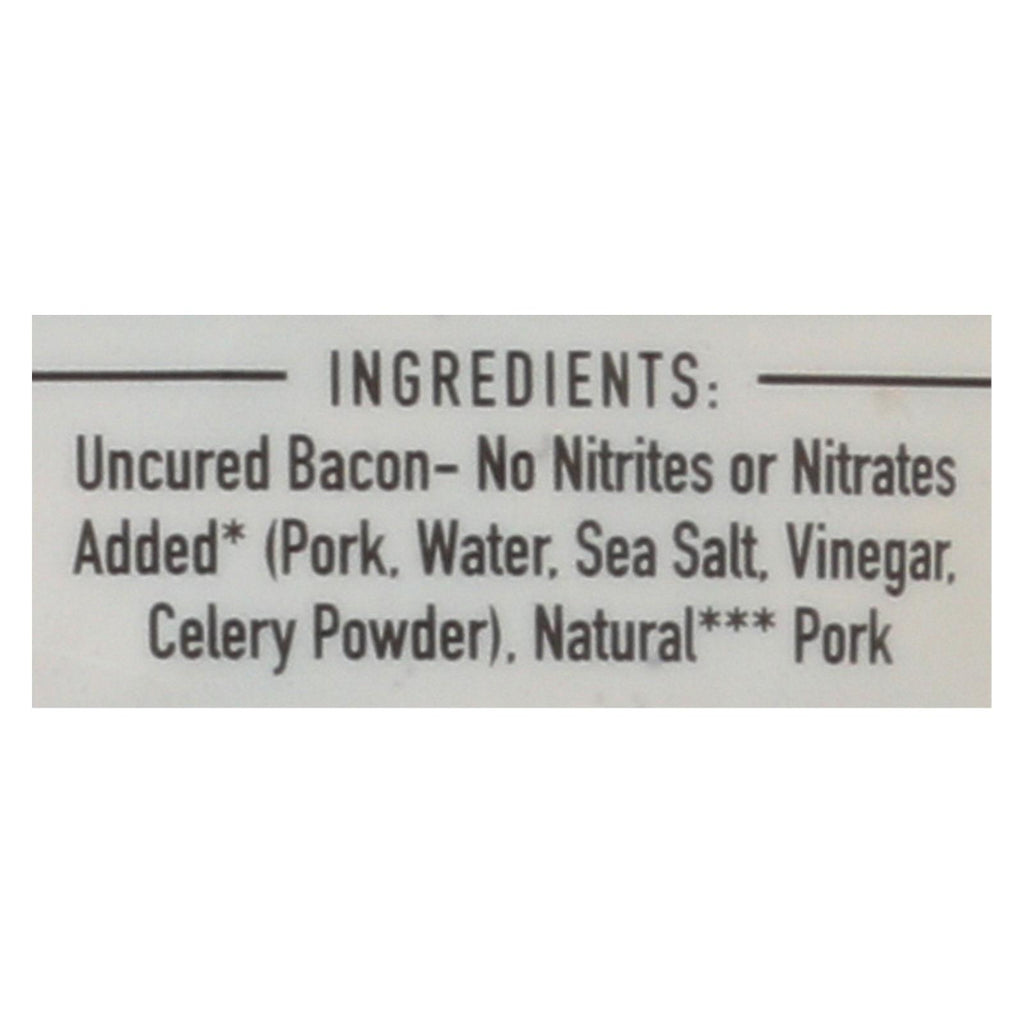 INGREDIENTS:
Uncured Bacon- No Nitrites or Nitrates
Added* (Pork, Water, Sea Salt, Vinegar,
Celery Powder), Natural*** Pork